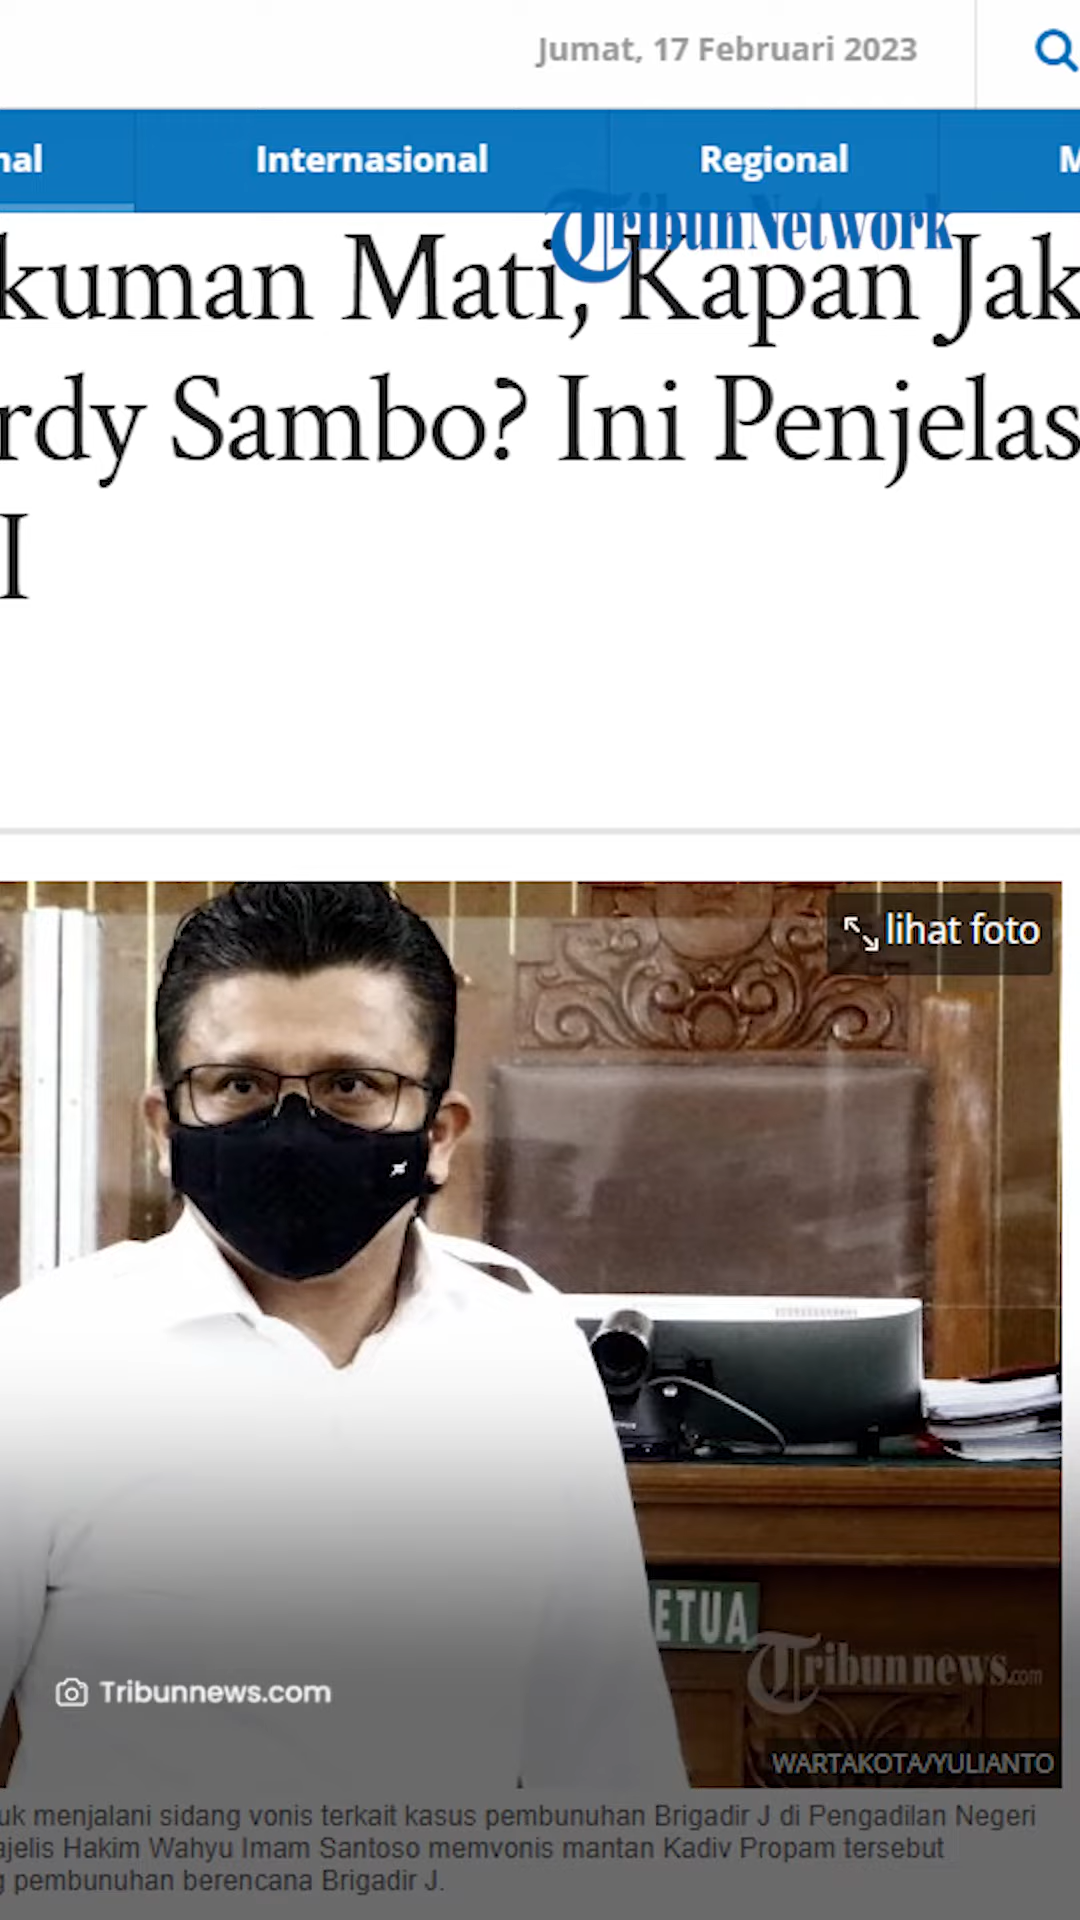 Jumat, 17 Februari 2023
nal Internasional Regional M
TribunNetwork
kuman Mati, Kapan Jak
rdy Sambo? Ini Penjelas
I
lihat foto
ETUA
Tribunnews.com
Tribunnews.com
WARTAKOTA/YULIANTO
uk menjalani sidang vonis terkait kasus pembunuhan Brigadir J di Pengadilan Negeri
ajelis Hakim Wahyu Imam Santoso memvonis mantan Kadiv Propam tersebut
g pembunuhan berencana Brigadir J.